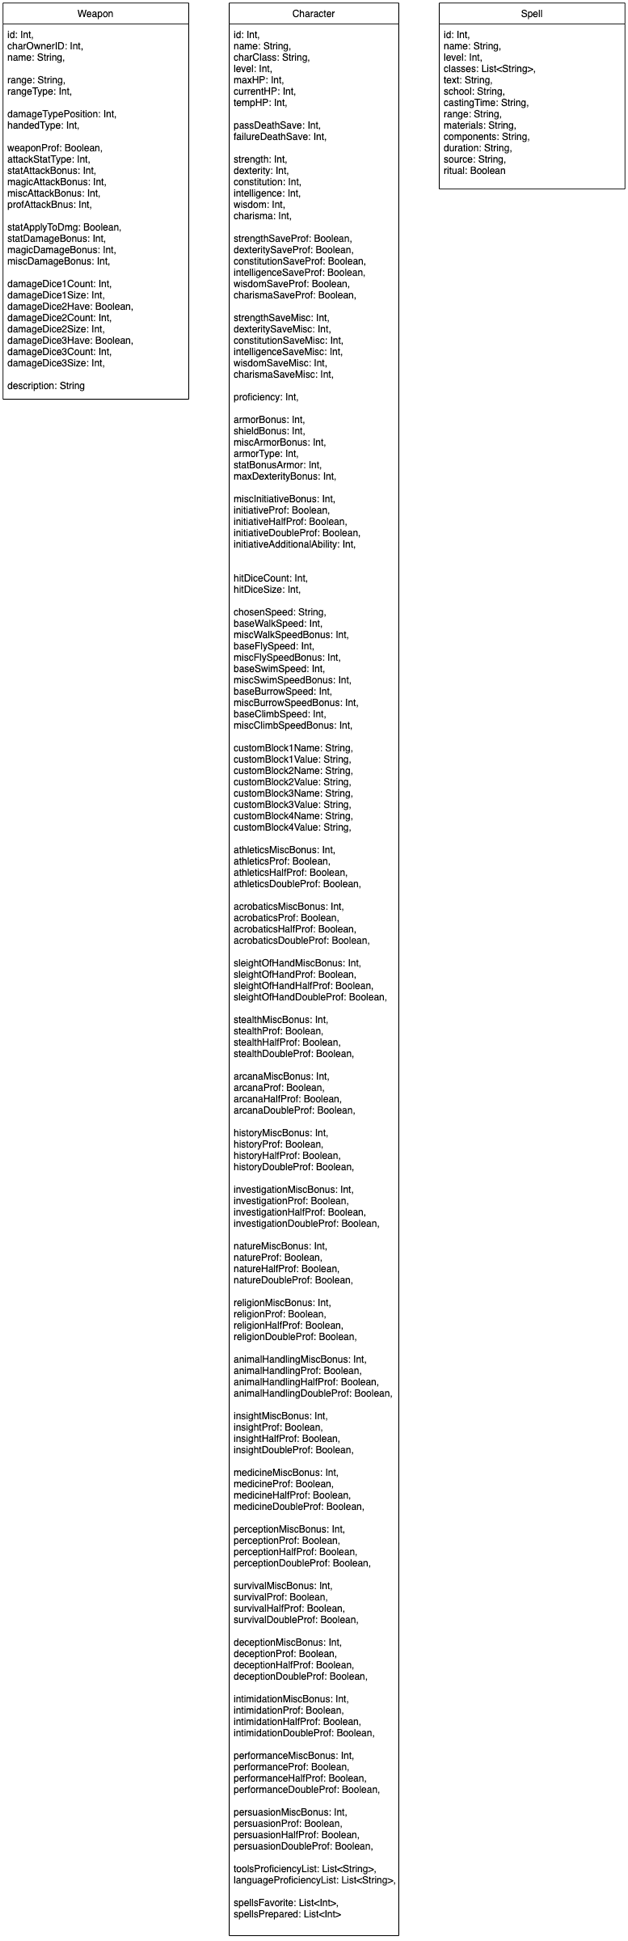 Weapon
id: Int,
charOwnerID: Int,
name: String,
range: String,
rangeType: Int,
damageTypePosition: Int,
handedType: Int,
weaponProf: Boolean,
attackStatType: Int,
statAttackBonus: Int,
magicAttackBonus: Int,
miscAttackBonus: Int,
profAttackBnus: Int,
statApplyToDmg: Boolean,
statDamageBonus: Int,
magicDamageBonus: Int,
miscDamageBonus: Int,
damageDice1Count: Int,
damageDice1Size: Int,
damageDice2Have: Boolean,
damageDice2Count: Int,
damageDice2Size: Int,
damageDice3Have: Boolean,
damageDice3Count: Int,
damageDice3Size: Int,
description: String
Character
id: Int,
name: String,
charClass: String,
level: Int,
maxHP: Int,
currentHP: Int,
tempHP: Int,
passDeathSave: Int,
failureDeathSave: Int,
strength: Int,
dexterity: Int,
constitution: Int,
intelligence: Int,
wisdom: Int,
charisma: Int,
strengthSaveProf: Boolean,
dexteritySaveProf: Boolean,
constitutionSaveProf: Boolean,
intelligenceSaveProf: Boolean,
wisdomSaveProf: Boolean,
charismaSaveProf: Boolean,
strengthSaveMisc: Int,
dexteritySaveMisc: Int,
constitutionSaveMisc: Int,
intelligenceSaveMisc: Int,
wisdomSaveMisc: Int,
charismaSaveMisc: Int,
proficiency: Int,
armorBonus: Int,
shieldBonus: Int,
miscArmorBonus: Int,
armorType: Int,
statBonusArmor: Int,
maxDexterityBonus: Int,
miscInitiativeBonus: Int,
initiativeProf: Boolean,
initiativeHalfProf: Boolean,
initiativeDoubleProf: Boolean,
initiativeAdditionalAbility: Int,
hitDiceCount: Int,
hitDiceSize: Int,
chosenSpeed: String,
baseWalkSpeed: Int,
miscWalkSpeedBonus: Int,
baseFlySpeed: Int,
miscFlySpeedBonus: Int,
baseSwimSpeed: Int,
miscSwimSpeedBonus: Int,
baseBurrowSpeed: Int,
miscBurrowSpeedBonus: Int,
baseClimbSpeed: Int,
miscClimbSpeedBonus: Int,
customBlock1Name: String,
customBlock1Value: String,
customBlock2Name: String,
customBlock2Value: String,
customBlock3Name: String,
customBlock3Value: String,
customBlock4Name: String,
customBlock4Value: String,
athleticsMiscBonus: Int,
athleticsProf: Boolean,
athleticsHalfProf: Boolean,
athleticsDoubleProf: Boolean,
acrobaticsMiscBonus: Int,
acrobaticsProf: Boolean,
acrobaticsHalfProf: Boolean,
acrobaticsDoubleProf: Boolean,
sleightOfHandMiscBonus: Int,
sleightOfHandProf: Boolean,
sleightOfHandHalfProf: Boolean,
sleightOfHandDoubleProf: Boolean,
stealthMiscBonus: Int,
stealthProf: Boolean,
stealthHalfProf: Boolean,
stealthDoubleProf: Boolean,
arcanaMiscBonus: Int,
arcanaProf: Boolean,
arcanaHalfProf: Boolean,
arcanaDoubleProf: Boolean,
historyMiscBonus: Int,
historyProf: Boolean,
historyHalfProf: Boolean,
historyDoubleProf: Boolean,
investigationMiscBonus: Int,
investigationProf: Boolean,
investigationHalfProf: Boolean,
investigationDoubleProf: Boolean,
natureMiscBonus: Int,
natureProf: Boolean,
natureHalfProf: Boolean,
natureDoubleProf: Boolean,
religionMiscBonus: Int,
religionProf: Boolean,
religionHalfProf: Boolean,
religionDoubleProf: Boolean,
animalHandlingMiscBonus: Int,
animalHandlingProf: Boolean,
animalHandlingHalfProf: Boolean,
animalHandlingDoubleProf: Boolean,
insightMiscBonus: Int,
insightProf: Boolean,
insightHalfProf: Boolean,
insightDoubleProf: Boolean,
medicineMiscBonus: Int,
medicineProf: Boolean,
medicineHalfProf: Boolean,
medicineDoubleProf: Boolean,
perceptionMiscBonus: Int,
perceptionProf: Boolean,
perceptionHalfProf: Boolean,
perceptionDoubleProf: Boolean,
survivalMiscBonus: Int,
survivalProf: Boolean,
survivalHalfProf: Boolean,
survivalDoubleProf: Boolean,
deceptionMiscBonus: Int,
deceptionProf: Boolean,
deceptionHalfProf: Boolean,
deceptionDoubleProf: Boolean,
intimidationMiscBonus: Int,
intimidationProf: Boolean,
intimidationHalfProf: Boolean,
intimidationDoubleProf: Boolean,
performanceMiscBonus: Int,
performanceProf: Boolean,
performanceHalfProf: Boolean,
performanceDoubleProf: Boolean,
persuasionMiscBonus: Int,
persuasionProf: Boolean,
persuasionHalfProf: Boolean,
persuasionDoubleProf: Boolean,
toolsProficiencyList: List<String>,
languageProficiencyList: List<String>,
spellsFavorite: List<Int>,
spellsPrepared: List<Int>
Spell
id: Int,
name: String,
level: Int,
classes: List<String>,
text: String,
school: String,
castingTime: String,
range: String,
materials: String,
components: String,
duration: String,
source: String,
ritual: Boolean